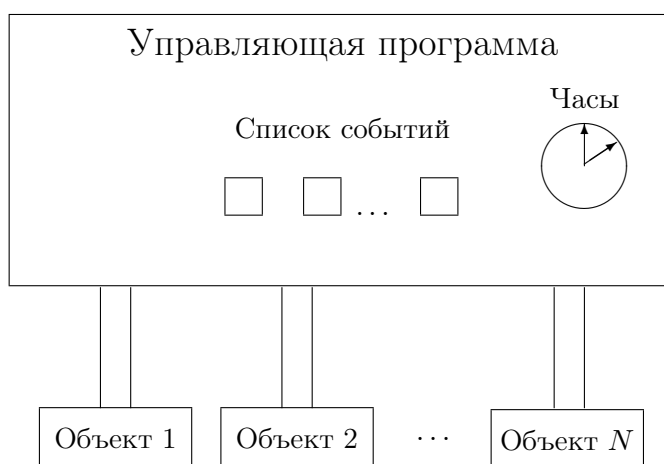 Управляющая программа
Часы
Список событий
...
Объект 1
Объект 2
...
Объект N